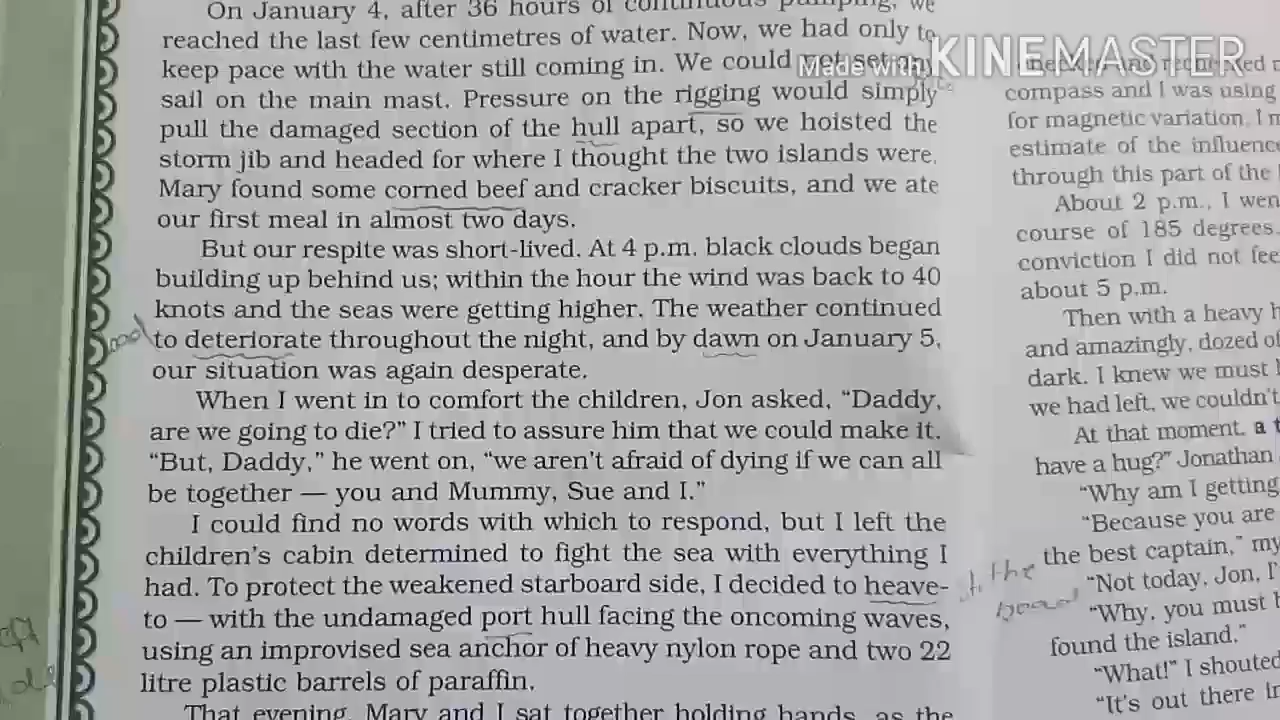 On January 4, after 36 hours of continuous pumping, we
reached the last few centimetres of water. Now, we had only to
keep pace with the water still coming in. We could not set any
sail on the main mast. Pressure on the rigging would simply
pull the damaged section of the hull apart, so we hoisted the
storm jib and headed for where I thought the two islands were.
Mary found some corned beef and cracker biscuits, and we ate
our first meal in almost two days.
But our respite was short-lived. At 4 p.m. black clouds began
building up behind us; within the hour the wind was back to 40
knots and the seas were getting higher. The weather continued
to deteriorate throughout the night, and by dawn on January 5,
our situation was again desperate.
When I went in to comfort the children, Jon asked, “Daddy,
are we going to die?” I tried to assure him that we could make it.
“But, Daddy,” he went on, “we aren't afraid of dying if we can all
be together — you and Mummy, Sue and I.”
I could find no words with which to respond, but I left the
children's cabin determined to fight the sea with everything I
had. To protect the weakened starboard side, I decided to heave-
to — with the undamaged port hull facing the oncoming waves,
using an improvised sea anchor of heavy nylon rope and two 22
litre plastic barrels of paraffin.
That evening, Mary and I sat together holding hands, as the
Made with KINEMASTER
compass and I was using
for magnetic variation. I
estimate of the
through this part of the
About 2 p.m., I
course of 185 degrees.
conviction I did not
about 5 p.m.
Then with a heavy
and amazingly, dozed
dark. I knew we must
we had left, we couldn't
At that moment, a
have a hug?” Jonathan
“Why am I getting
“Because you are
the best captain,” my
“Not today, Jon,
“Why, you must
found the island.”
“What!” I shouted
“It's out there
the